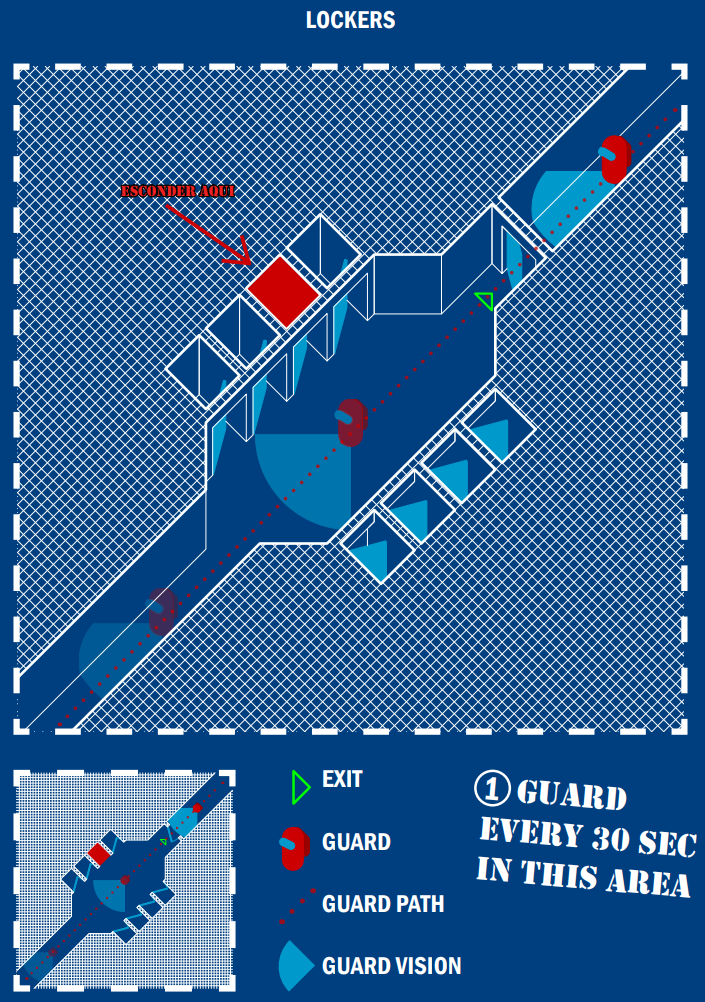 LOCKERS
ESCONDER AQUI
EXIT
GUARD
GUARD PATH
GUARD VISION
1 GUARD
EVERY 30 SEC
IN THIS AREA